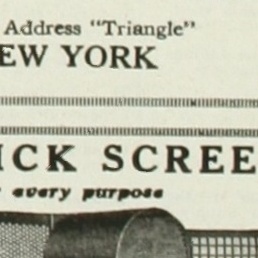 Address "Triangle"
EW YORK
ICK SCREE
every purpose